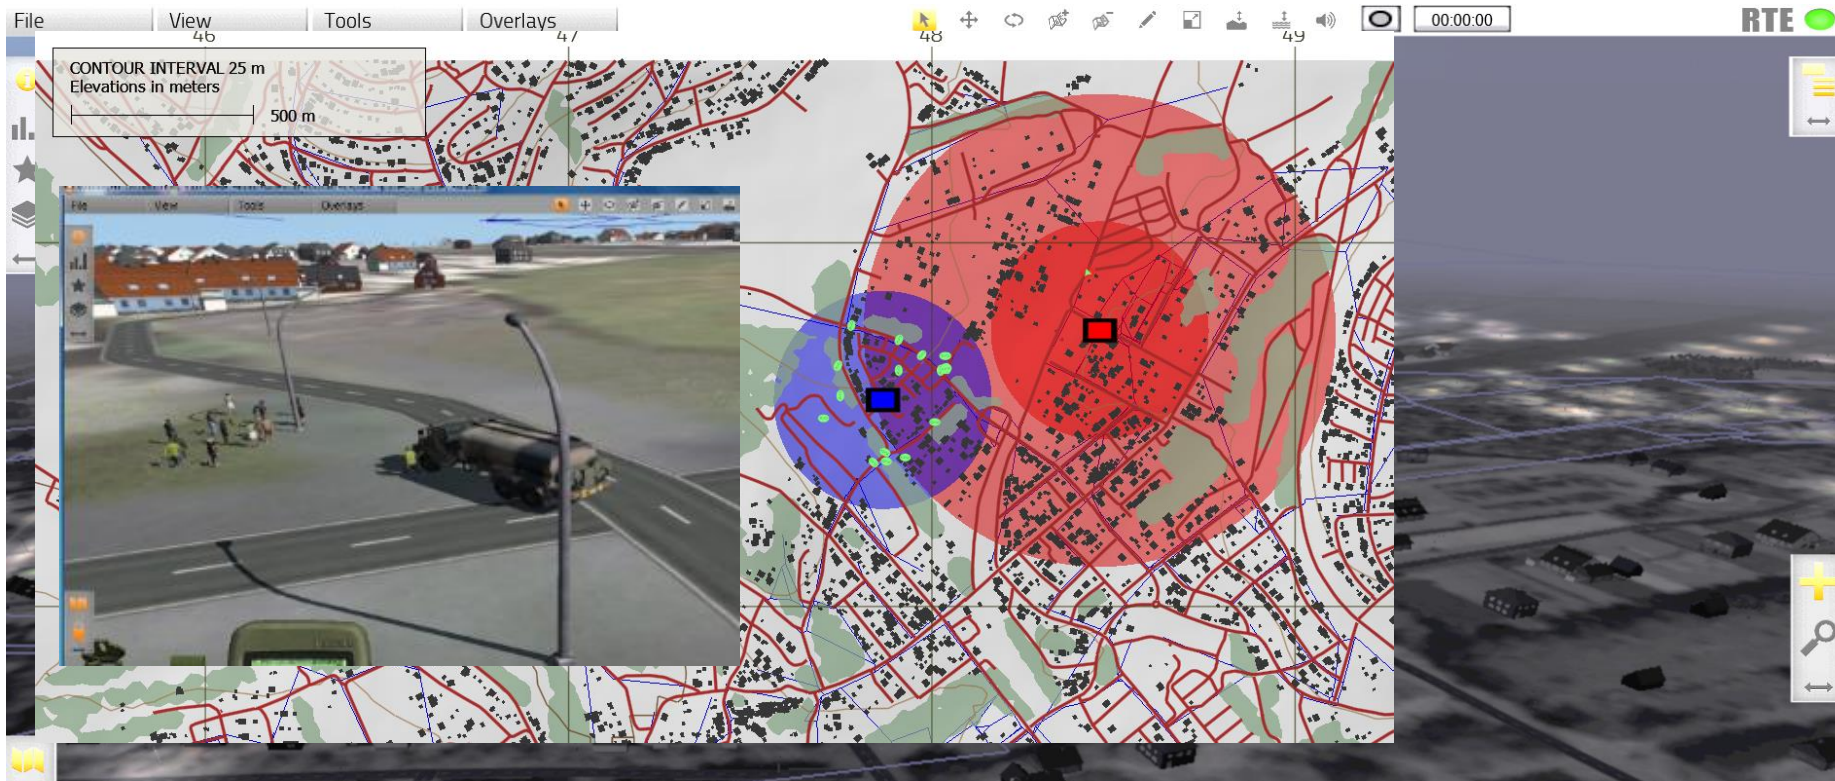 File View Tools Overlays 00:00:00 RTE
46 47 48 49
CONTOUR INTERVAL 25 m
Elevations in meters
500 m
File View Tools Overlays